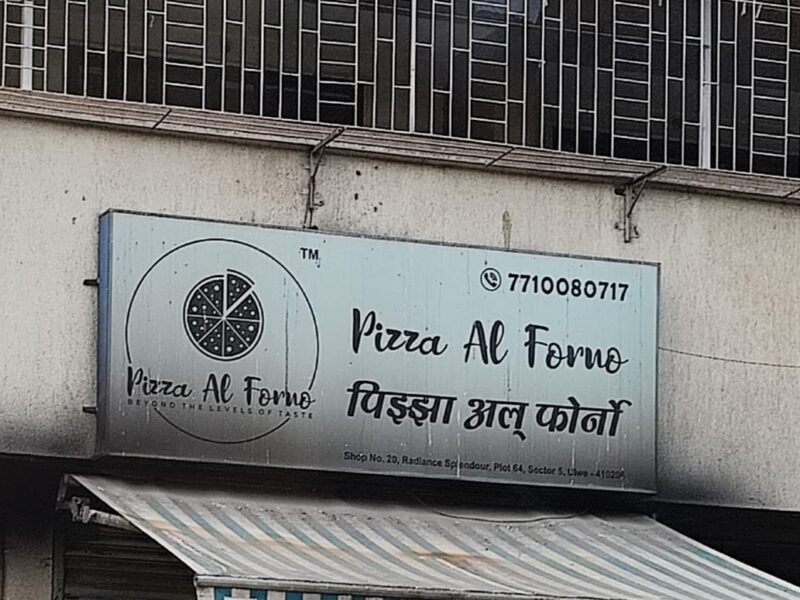 TM
Pizza Al Forno
BEYOND THE LEVELS OF TASTE
7710080717
Pizza Al Forno
पिझ्झा अल् फोर्नो
Shop No. 20, Radiance Splendour, Plot 64, Sector 5, Ulwe - 410206